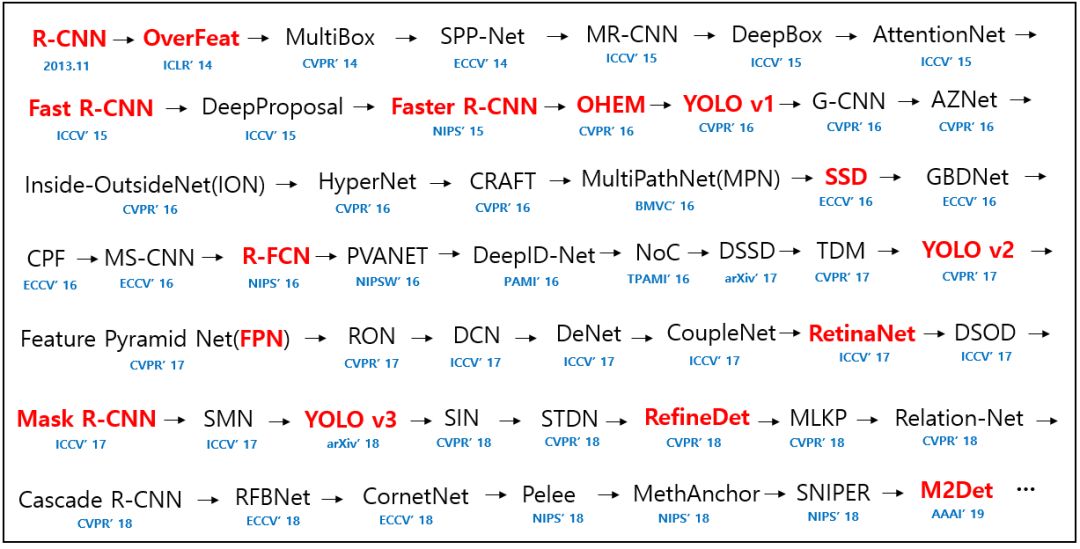 R-CNN → OverFeat → MultiBox → SPP-Net → MR-CNN → DeepBox → AttentionNet →
2013.11 ICLR' 14 CVPR' 14 ECCV' 14 ICCV' 15 ICCV' 15 ICCV' 15
Fast R-CNN → DeepProposal → Faster R-CNN → OHEM → YOLO v1 → G-CNN → AZNet →
ICCV' 15 ICCV' 15 NIPS' 15 CVPR' 16 CVPR' 16 CVPR' 16 CVPR' 16
Inside-OutsideNet(ION) → HyperNet → CRAFT → MultiPathNet(MPN) → SSD → GBDNet →
CVPR' 16 CVPR' 16 CVPR' 16 BMVC' 16 ECCV' 16 ECCV' 16
CPF → MS-CNN → R-FCN → PVANET → DeepID-Net → NoC → DSSD → TDM → YOLO v2 →
ECCV' 16 ECCV' 16 NIPS' 16 NIPSW' 16 PAMI' 16 TPAMI' 16 arXiv' 17 CVPR' 17 CVPR' 17
Feature Pyramid Net(FPN) → RON → DCN → DeNet → CoupleNet → RetinaNet → DSOD →
CVPR' 17 CVPR' 17 ICCV' 17 ICCV' 17 ICCV' 17 ICCV' 17 ICCV' 17
Mask R-CNN → SMN → YOLO v3 → SIN → STDN → RefineDet → MLKP → Relation-Net →
ICCV' 17 ICCV' 17 arXiv' 18 CVPR' 18 CVPR' 18 CVPR' 18 CVPR' 18 CVPR' 18
Cascade R-CNN → RFBNet → CornetNet → Pelee → MethAnchor → SNIPER → M2Det ···
CVPR' 18 ECCV' 18 ECCV' 18 NIPS' 18 NIPS' 18 NIPS' 18 AAAI' 19